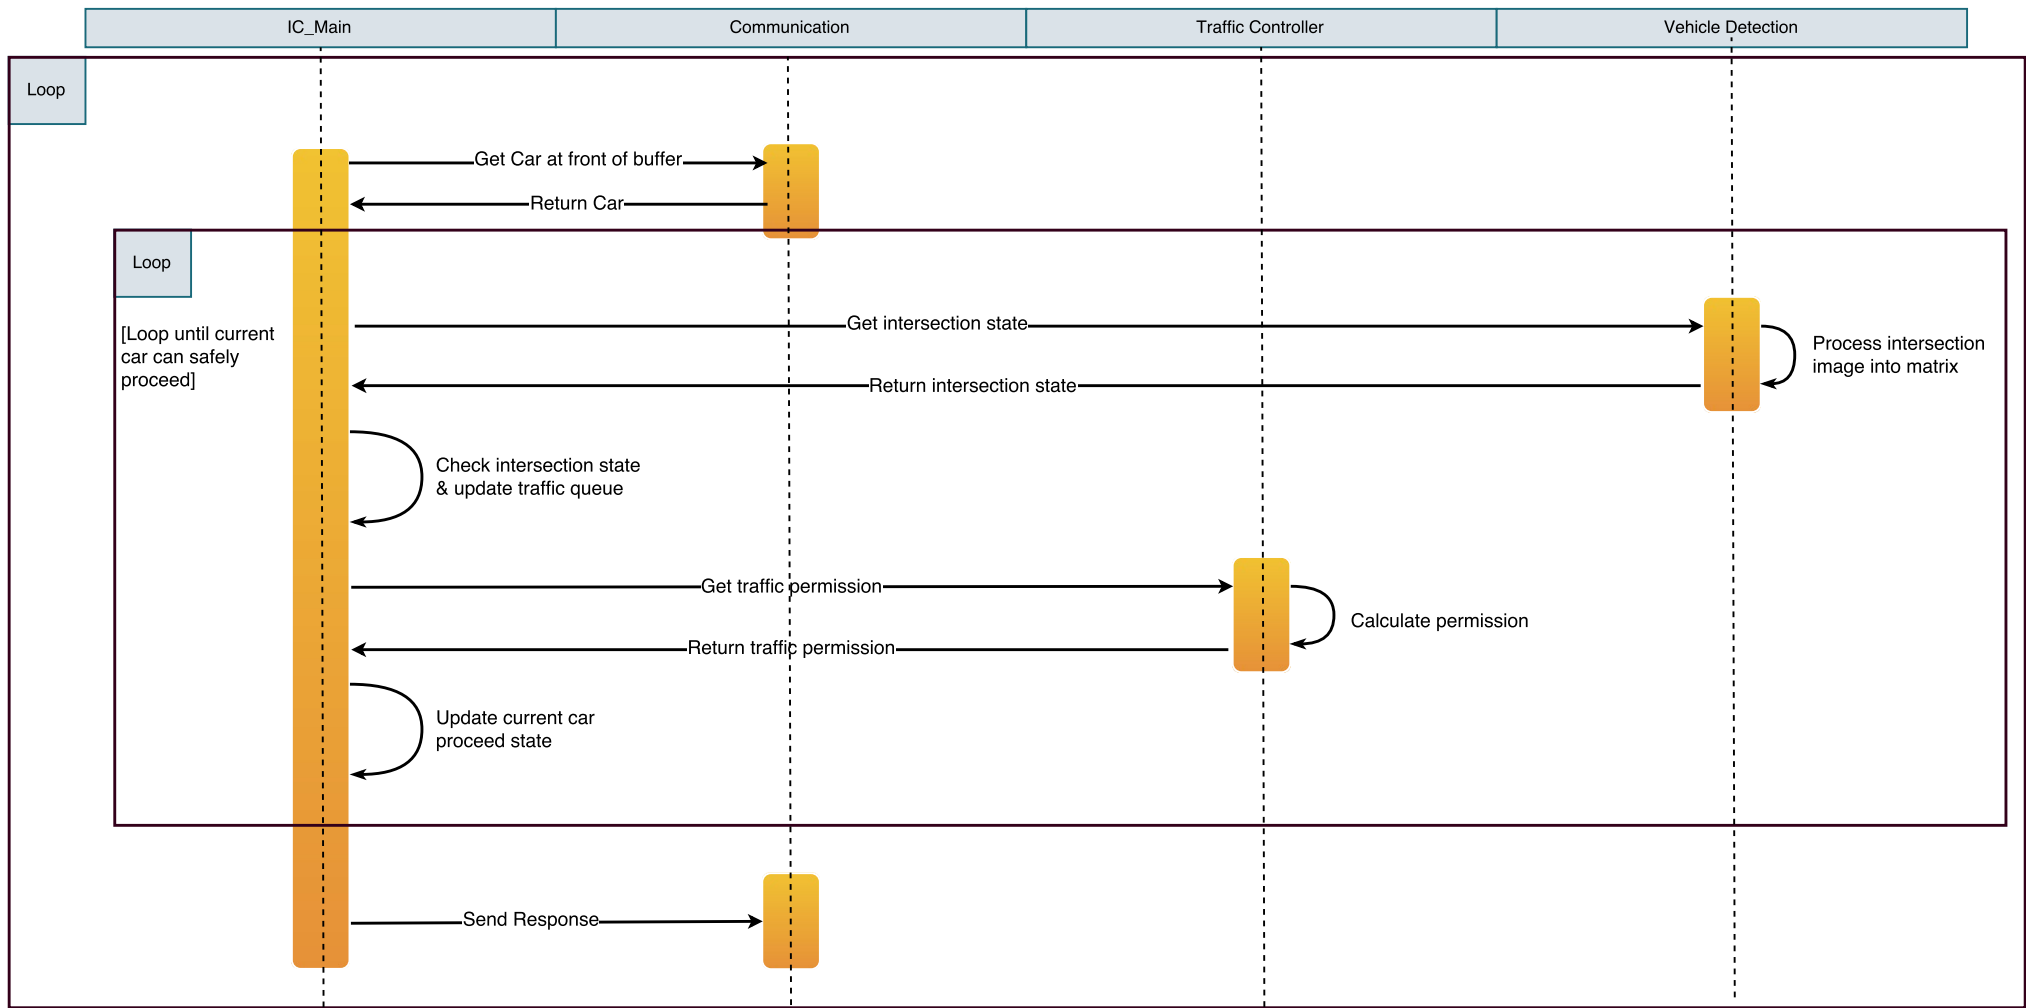 IC_Main
Communication
Traffic Controller
Vehicle Detection
Loop
Get Car at front of buffer
Return Car
Loop
[Loop until current
car can safely
proceed]
Get intersection state
Process intersection
image into matrix
Return intersection state
Check intersection state
& update traffic queue
Get traffic permission
Calculate permission
Return traffic permission
Update current car
proceed state
Send Response